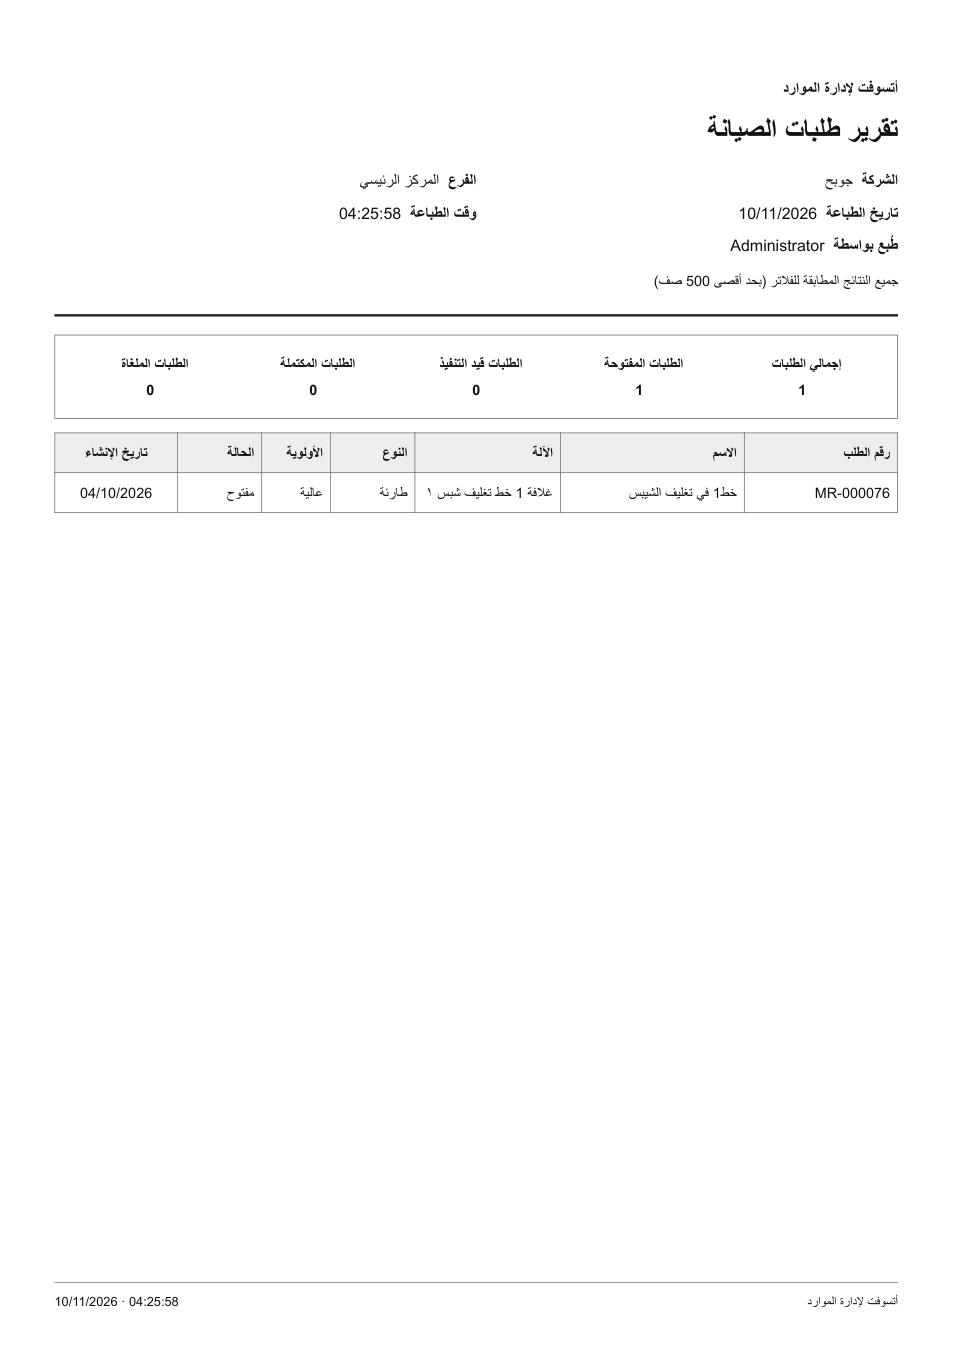 أتسوفت لإدارة الموارد
تقرير طلبات الصيانة
الشركة جوبح الفرع المركز الرئيسي
تاريخ الطباعة 10/11/2026 وقت الطباعة 04:25:58
طُبع بواسطة Administrator
جميع النتائج المطابقة للفلاتر (بحد أقصى 500 صف)
إجمالي الطلبات الطلبات المفتوحة الطلبات قيد التنفيذ الطلبات المكتملة الطلبات الملغاة
1 1 0 0 0
رقم الطلب الاسم الآلة النوع الأولوية الحالة تاريخ الإنشاء
MR-000076 خط1 في تغليف الشيبس غلافة 1 خط تغليف شبس ١ طارئة عالية مفتوح 04/10/2026
أتسوفت لإدارة الموارد 10/11/2026 · 04:25:58